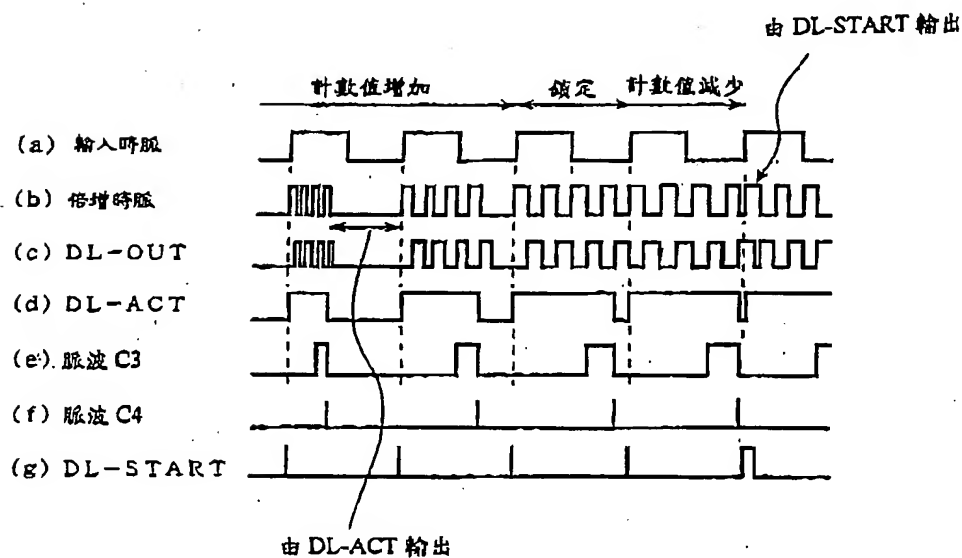 由 DL-START 輸出
計數值增加 鎖定 計數值減少
(a) 輸入時脈
(b) 倍增時脈
(c) DL-OUT
(d) DL-ACT
(e) 脈波 C3
(f) 脈波 C4
(g) DL-START
由 DL-ACT 輸出